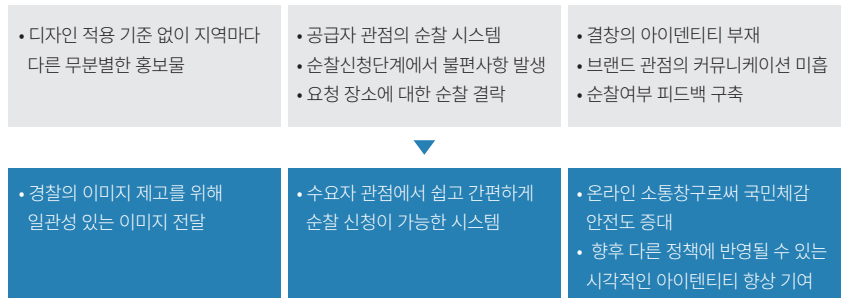 • 디자인 적용 기준 없이 지역마다
다른 무분별한 홍보물
• 공급자 관점의 순찰 시스템
• 순찰신청단계에서 불편사항 발생
• 요청 장소에 대한 순찰 결락
• 결창의 아이덴티티 부재
• 브랜드 관점의 커뮤니케이션 미흡
• 순찰여부 피드백 구축
• 경찰의 이미지 제고를 위해
일관성 있는 이미지 전달
• 수요자 관점에서 쉽고 간편하게
순찰 신청이 가능한 시스템
• 온라인 소통창구로써 국민체감
안전도 증대
• 향후 다른 정책에 반영될 수 있는
시각적인 아이텐티티 향상 기여